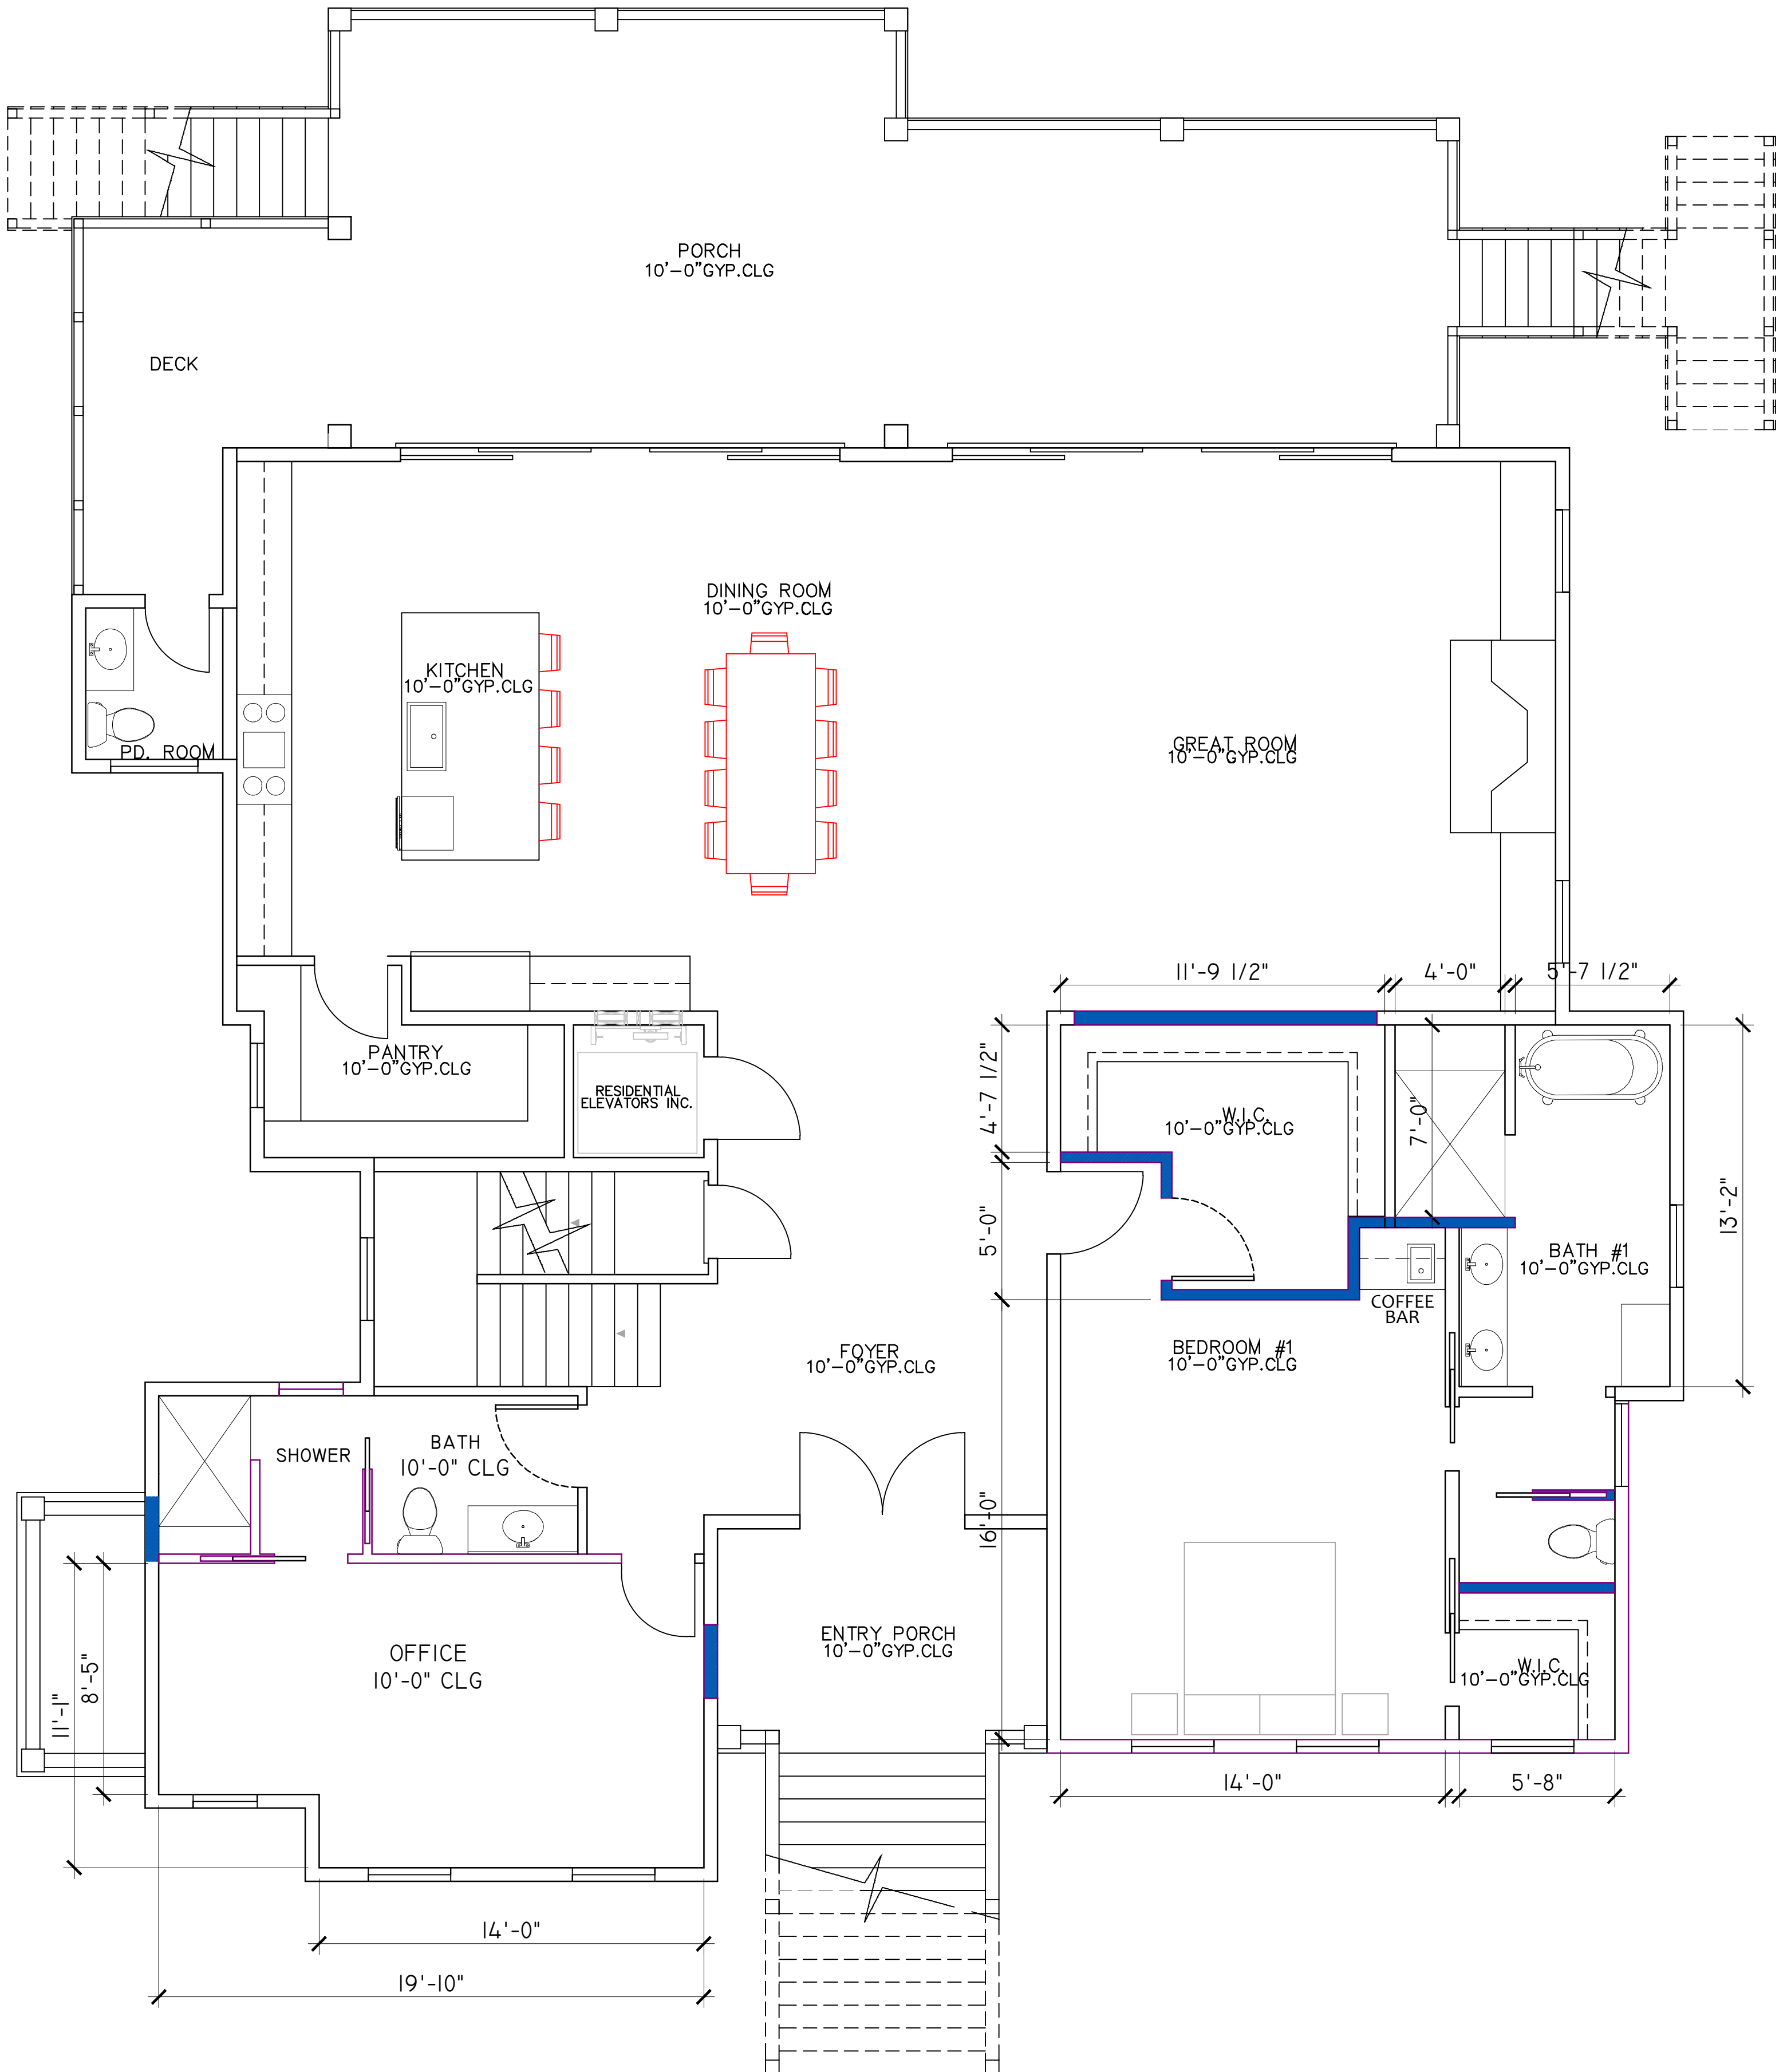 PORCH
10'-0"GYP.CLG
DECK
DINING ROOM
10'-0"GYP.CLG
KITCHEN
10'-0"GYP.CLG
PD. ROOM
GREAT ROOM
10'-0"GYP.CLG
11'-9 1/2"
4'-0"
5'-7 1/2"
PANTRY
10'-0"GYP.CLG
RESIDENTIAL
ELEVATORS INC.
4'-7 1/2"
W.I.C.
10'-0"GYP.CLG
7'-0"
13'-2"
5'-0"
BATH #1
10'-0"GYP.CLG
COFFEE
BAR
FOYER
10'-0"GYP.CLG
BEDROOM #1
10'-0"GYP.CLG
SHOWER
BATH
10'-0" CLG
16'-0"
ENTRY PORCH
10'-0"GYP.CLG
OFFICE
10'-0" CLG
8'-5"
11'-1"
W.I.C.
10'-0"GYP.CLG
14'-0"
5'-8"
14'-0"
19'-10"